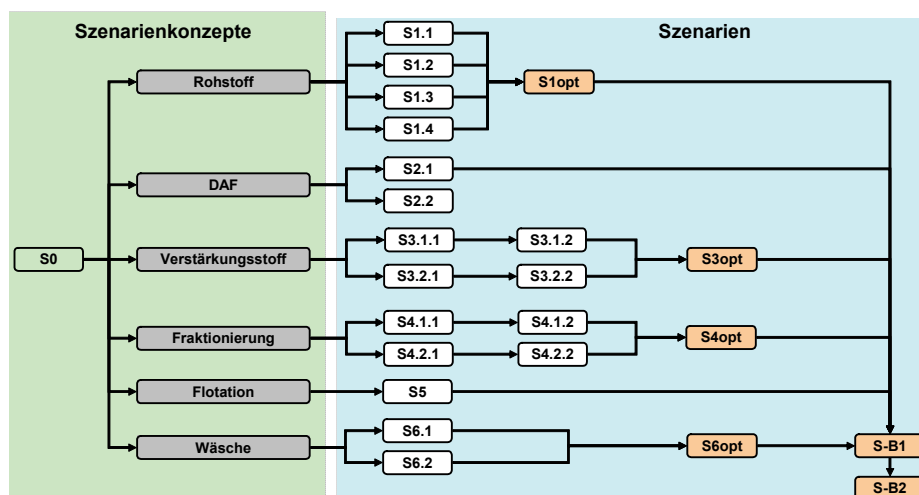 Szenarienkonzepte
Szenarien
S0
Rohstoff
S1.1
S1.2
S1.3
S1.4
S1opt
DAF
S2.1
S2.2
Verstärkungsstoff
S3.1.1
S3.1.2
S3.2.1
S3.2.2
S3opt
Fraktionierung
S4.1.1
S4.1.2
S4.2.1
S4.2.2
S4opt
Flotation
S5
Wäsche
S6.1
S6.2
S6opt
S-B1
S-B2